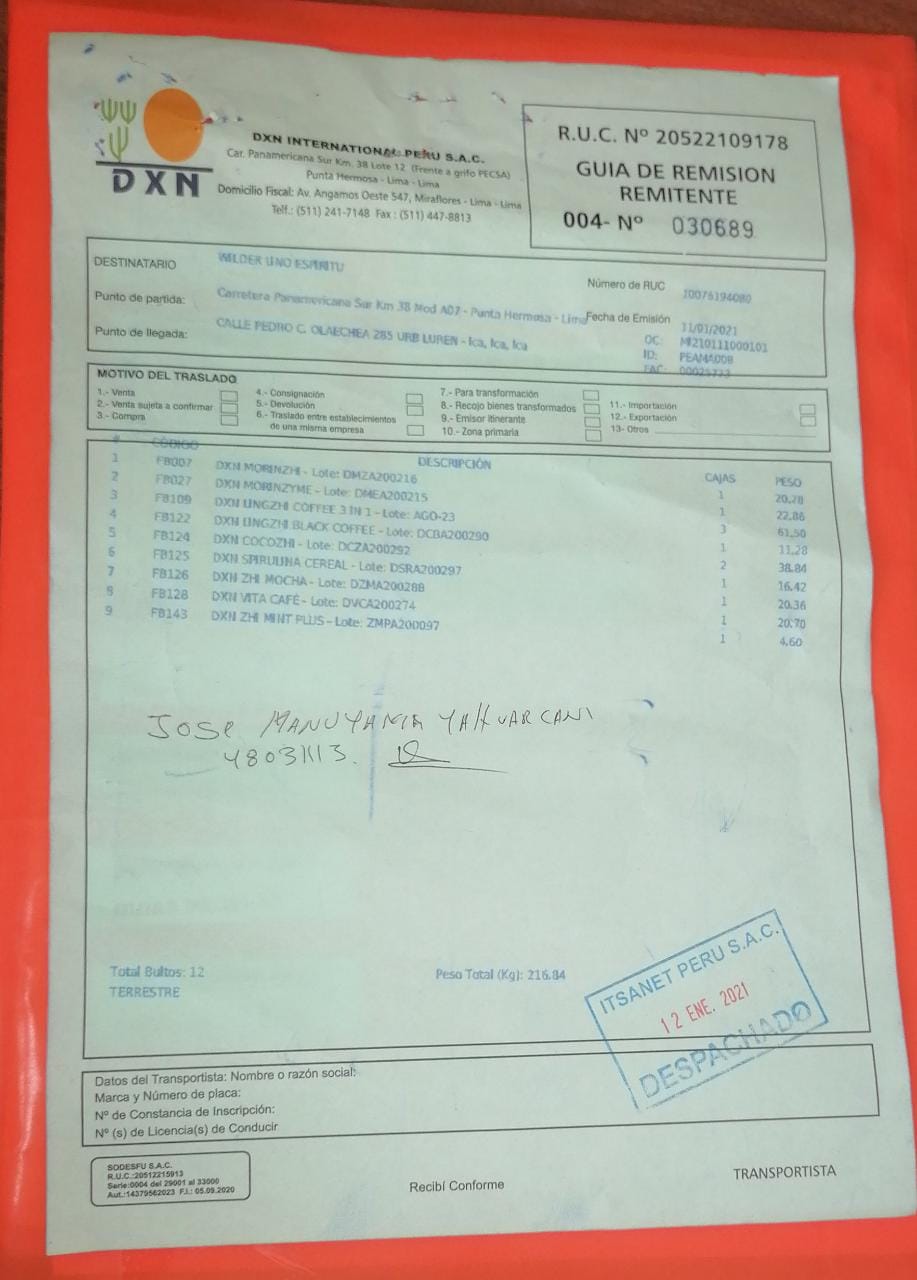 DXN
DXN INTERNATIONAL PERU S.A.C.
Car. Panamericana Sur Km. 38 Lote 12 (Frente a grifo PECSA)
Punta Hermosa - Lima - Lima
Domicilio Fiscal: Av. Angamos Oeste 547, Miraflores - Lima - Lima
Telf.: (511) 241-7148 Fax : (511) 447-8813
R.U.C. Nº 20522109178
GUIA DE REMISION
REMITENTE
004- Nº 030689
DESTINATARIO WILDER LINO ESPIRITU
Número de RUC 10076194080
Punto de partida: Carretera Panamericana Sur Km 38 Mod A07 - Punta Hermosa - Lima
Fecha de Emisión 11/01/2021
Punto de llegada: CALLE PEDRO C. OLAECHEA 285 URB LUREN - Ica, Ica, Ica
OC: MI210111000101
ID: PEAMA008
FAC: 00025773
MOTIVO DEL TRASLADO
1.- Venta
2.- Venta sujeta a confirmar
3.- Compra
4.- Consignación
5.- Devolución
6.- Traslado entre establecimientos
de una misma empresa
7.- Para transformación
8.- Recojo bienes transformados
9.- Emisor itinerante
10.- Zona primaria
11.- Importación
12.- Exportación
13- Otros
# CÓDIGO DESCRIPCIÓN CAJAS PESO
1 FB007 DXN MORINZHI - Lote: DMZA200216 1 20,78
2 FB027 DXN MORINZYME - Lote: DMEA200215 1 22,86
3 FB109 DXN LINGZHI COFFEE 3 IN 1 - Lote: AGO-23 3 61,50
4 FB122 DXN LINGZHI BLACK COFFEE - Lote: DCBA200290 1 11,28
5 FB124 DXN COCOZHI - Lote: DCZA200292 2 38,84
6 FB125 DXN SPIRULINA CEREAL - Lote: DSRA200297 1 16,42
7 FB126 DXN ZHI MOCHA - Lote: DZMA200288 1 20,36
8 FB128 DXN VITA CAFÉ - Lote: DVCA200274 1 20,70
9 FB143 DXN ZHI MINT PLUS - Lote: ZMPA200097 1 4,60
JOSE MANUYAMA YAHUARCANI
48031113.
Total Bultos: 12
Peso Total (Kg): 216.84
TERRESTRE
ITSANET PERU S.A.C.
12 ENE. 2021
DESPACHADO
Datos del Transportista: Nombre o razón social:
Marca y Número de placa:
Nº de Constancia de Inscripción:
Nº (s) de Licencia(s) de Conducir
SODESFU S.A.C.
R.U.C.:20512215913
Serie:0004 del 29001 al 33000
Aut.:14379562023 F.I.: 05.09.2020
Recibí Conforme
TRANSPORTISTA